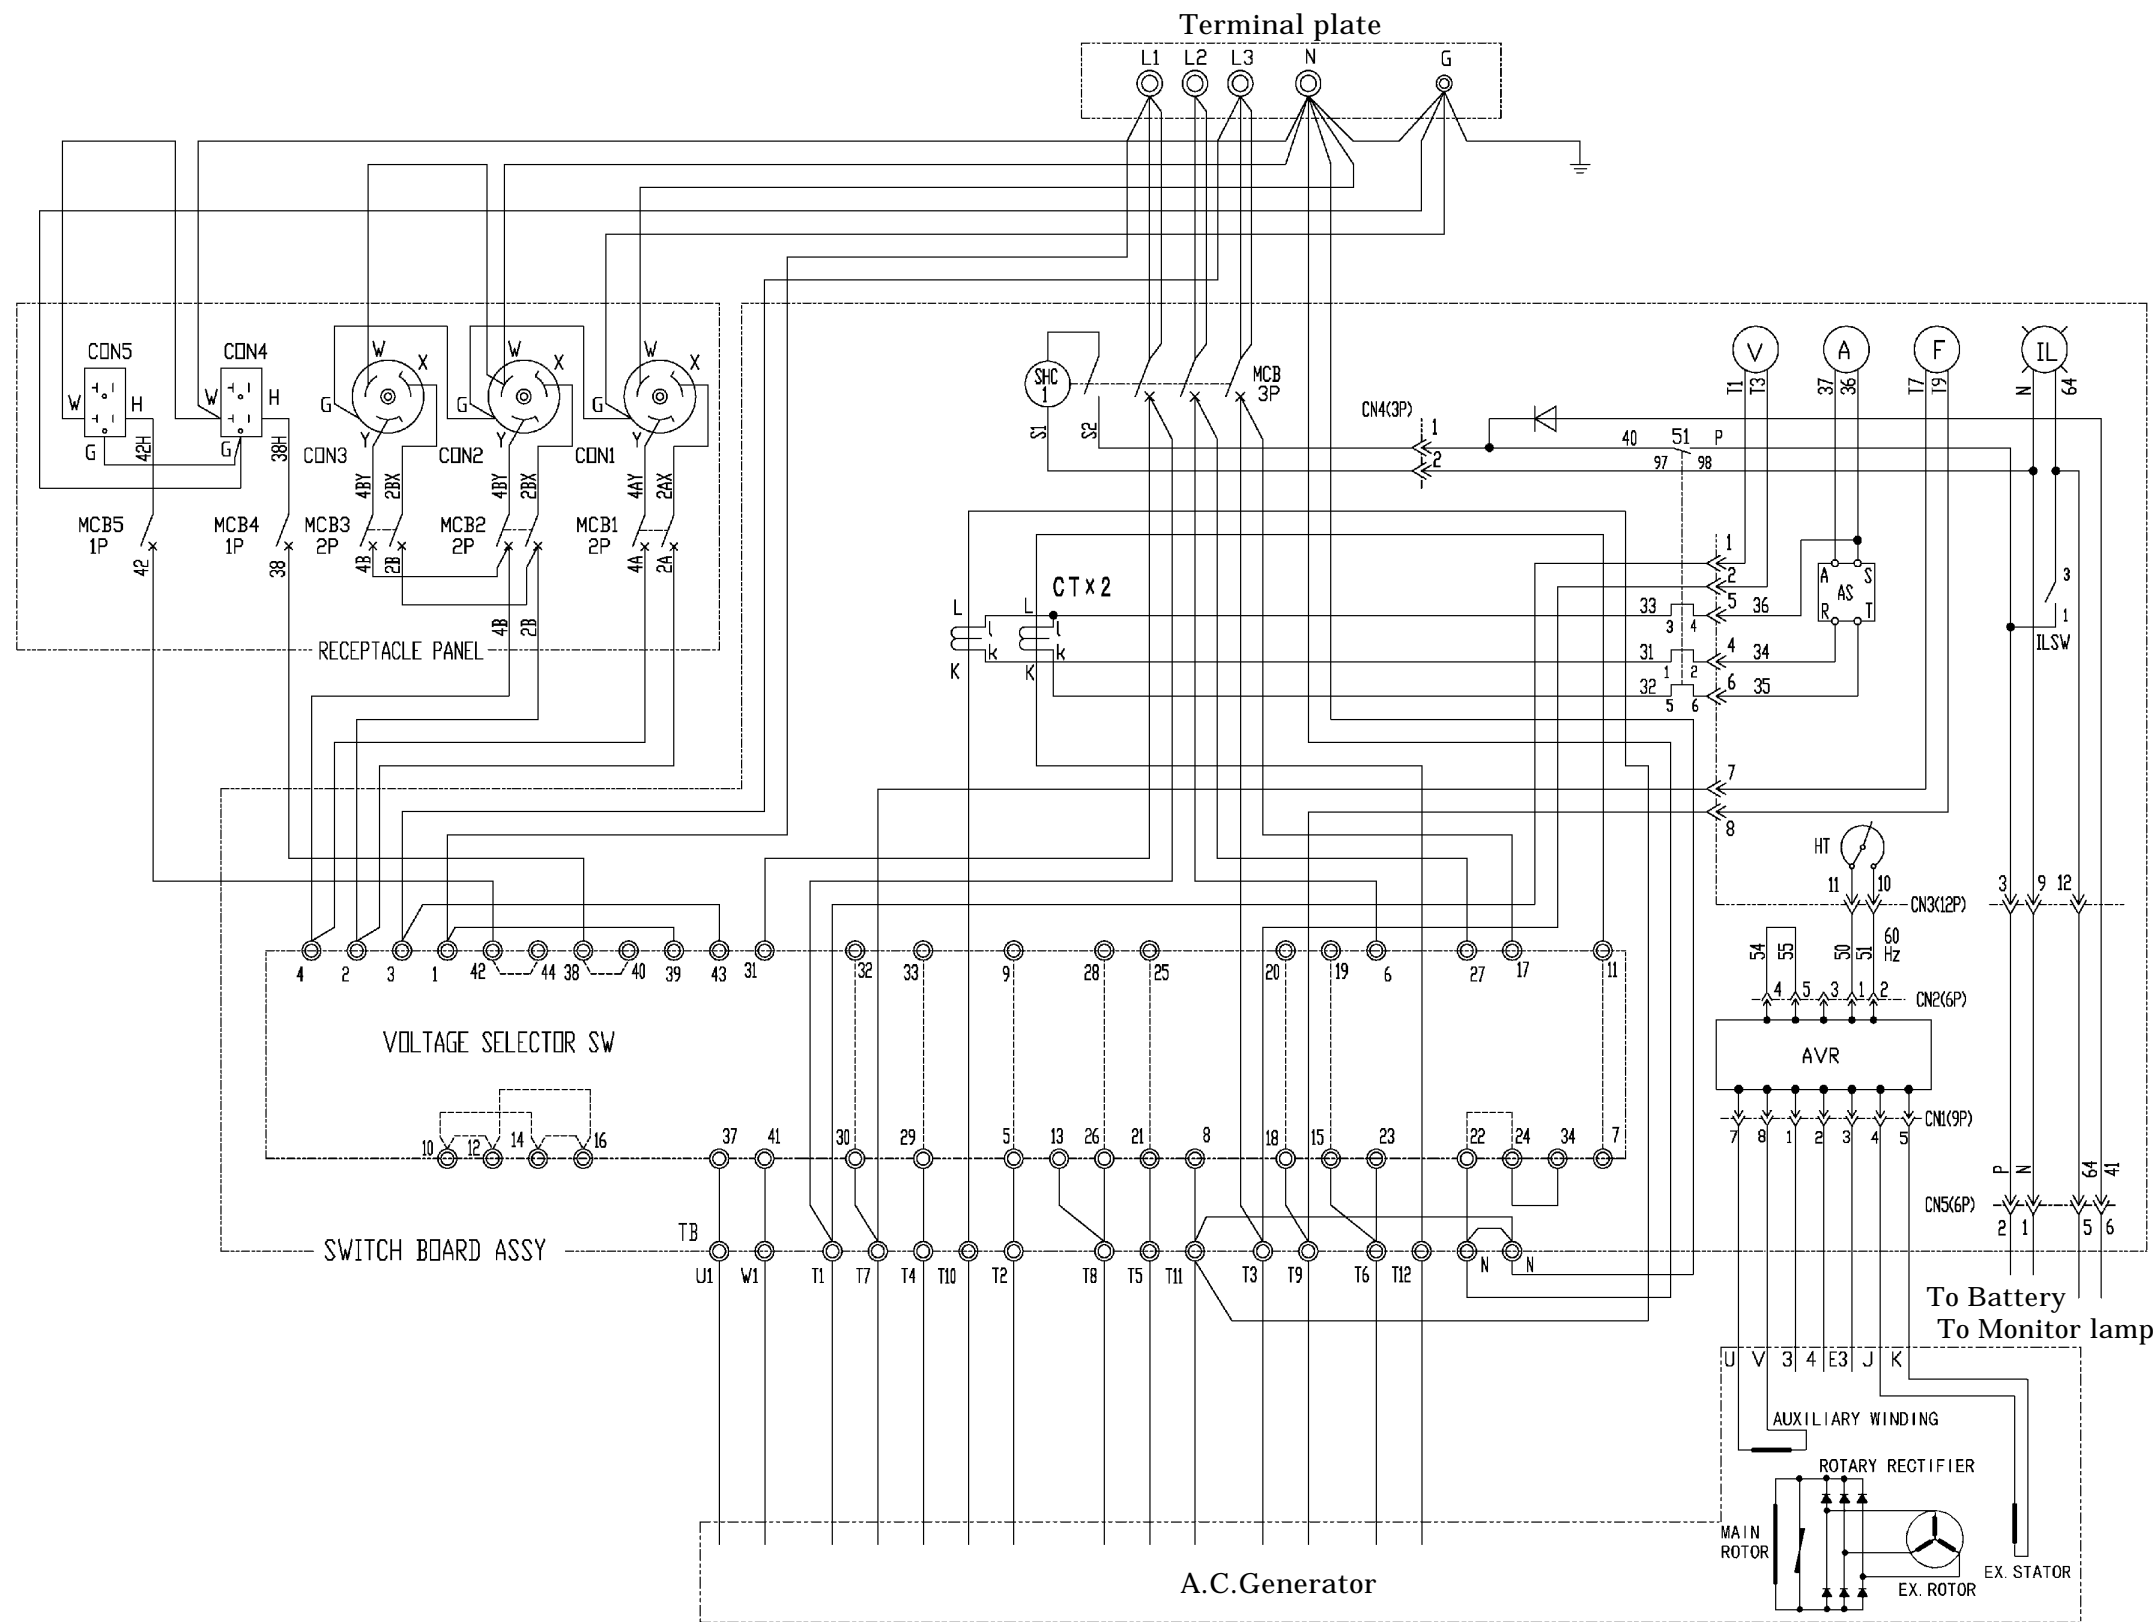 Terminal plate
L1 L2 L3 N G
CON5 CON4 W X W X W X
SHC 1
MCB 3P
V A F IL
T1 T3 37 36 T7 T9 N 64
W H W H G G G
G G Y Y Y
42H 38H CON3 CON2 CON1
S1 S2
CN4(3P) 1 2
40 51 P
97 98
4BY 2BX 4BY 2BX 4AY 2AX
MCB5 1P
MCB4 1P
MCB3 2P
MCB2 2P
MCB1 2P
42 38 4B 2B 4A 2A
4B 2B
RECEPTACLE PANEL
CT×2
L L l l
K k K k
33 3 4 5 36
31 1 2 4 34
32 5 6 6 35
1 2
A S
AS
R T
3
1
ILSW
7
8
HT
11 10
CN3(12P)
3 9 12
54 55 50 51 60 Hz
4 5 3 1 2
CN2(6P)
AVR
CN1(9P)
7 8 1 2 3 4 5
4 2 3 1 42 44 38 40 39 43 31 32 33 9 28 25 20 19 6 27 17 11
VOLTAGE SELECTOR SW
10 12 14 16 37 41 30 29 5 13 26 21 8 18 15 23 22 24 34 7
P N 64 41
CN5(6P)
2 1 5 6
TB
SWITCH BOARD ASSY
U1 W1 T1 T7 T4 T10 T2 T8 T5 T11 T3 T9 T6 T12 N N
To Battery
To Monitor lamp
U V 3 4 E3 J K
AUXILIARY WINDING
ROTARY RECTIFIER
MAIN
ROTOR
EX. STATOR
EX. ROTOR
A.C.Generator